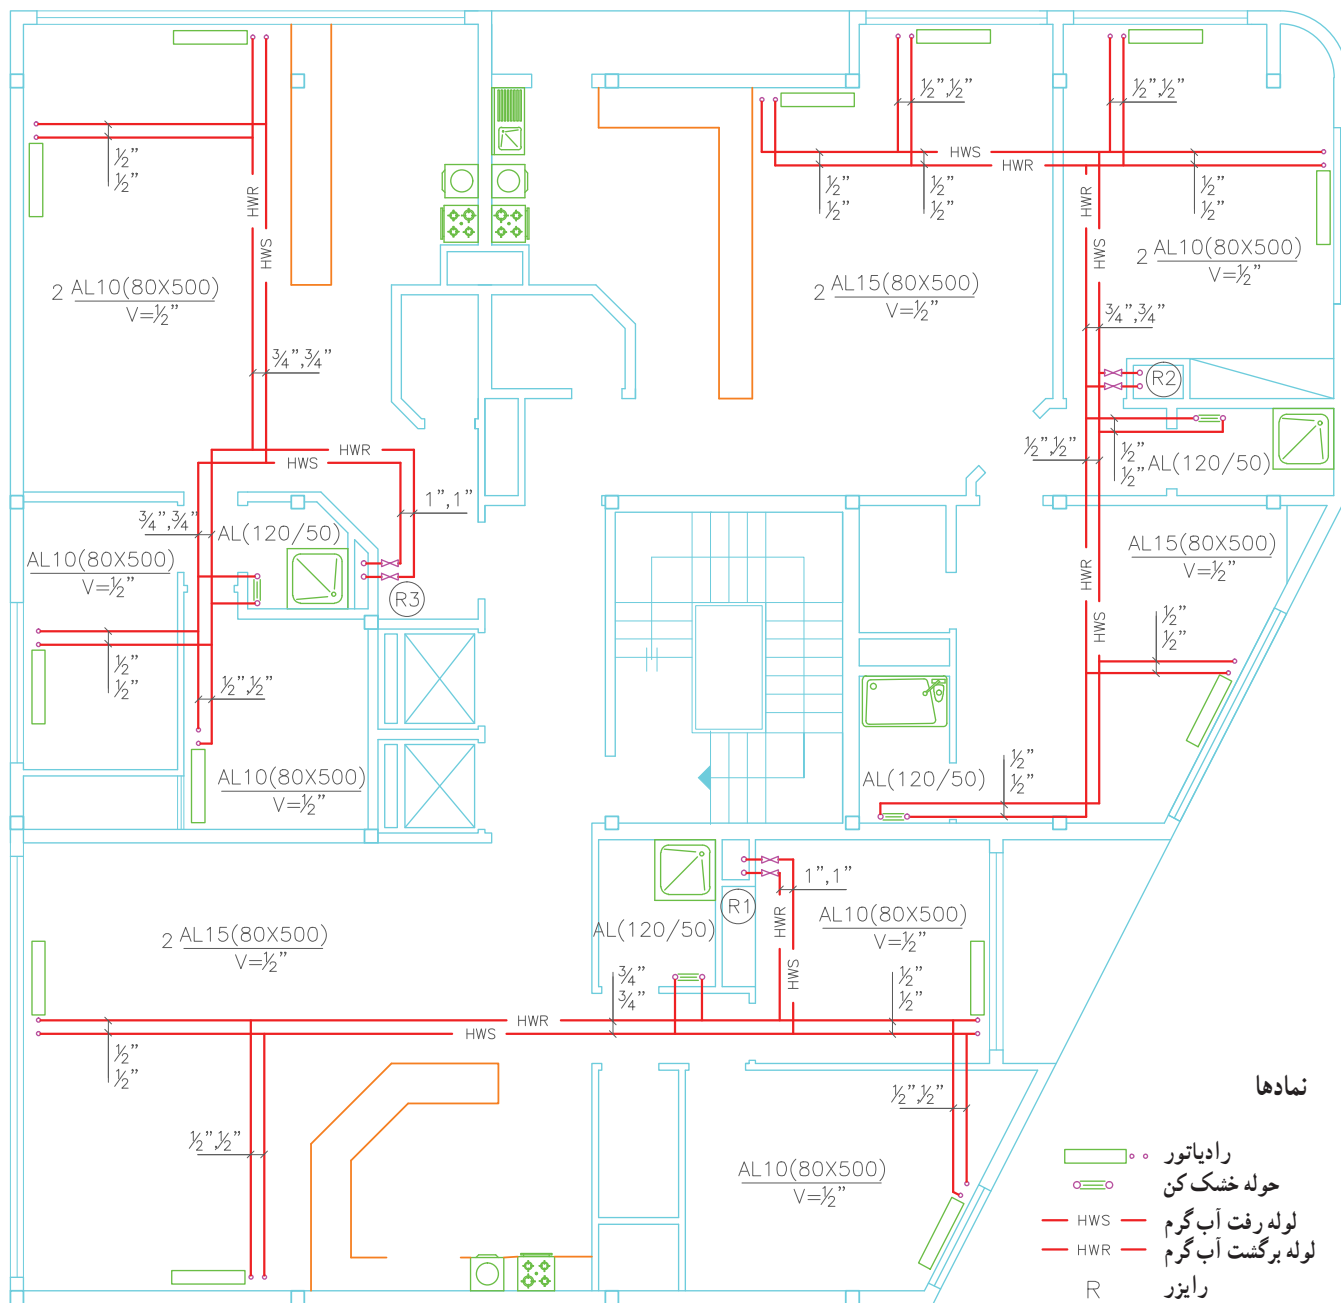 ½",½"
½",½"
½"
½"
HWS
HWR
½"
½"
½"
½"
½"
½"
HWR
HWS
HWR
HWS
2 AL10(80X500)
V=½"
2 AL15(80X500)
V=½"
2 AL10(80X500)
V=½"
¾",¾"
¾",¾"
R2
HWR
HWS
½",½"
½"
½"
AL(120/50)
1",1"
¾",¾"
AL(120/50)
AL10(80X500)
V=½"
AL15(80X500)
V=½"
HWR
HWS
R3
½"
½"
½"
½"
½",½"
AL10(80X500)
V=½"
AL(120/50)
½"
½"
1",1"
R1
AL10(80X500)
V=½"
2 AL15(80X500)
V=½"
AL(120/50)
HWR
HWS
¾"
¾"
½"
½"
HWR
HWS
½"
½"
½",½"
½",½"
AL10(80X500)
V=½"
نمادها
رادیاتور
حوله خشک کن
HWS لوله رفت آب گرم
HWR لوله برگشت آب گرم
R رایزر